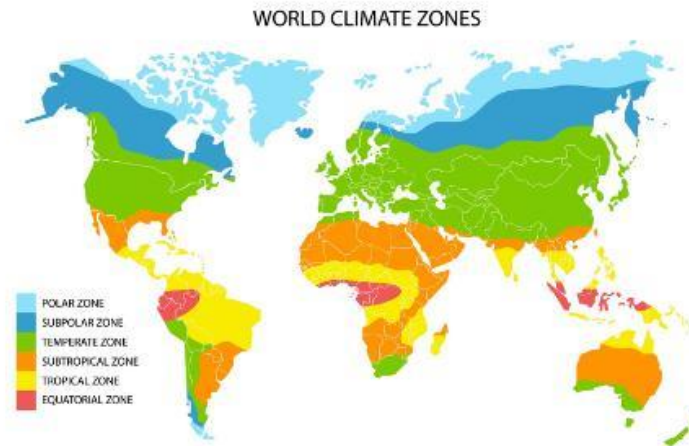 WORLD CLIMATE ZONES
POLAR ZONE
SUBPOLAR ZONE
TEMPERATE ZONE
SUBTROPICAL ZONE
TROPICAL ZONE
EQUATORIAL ZONE